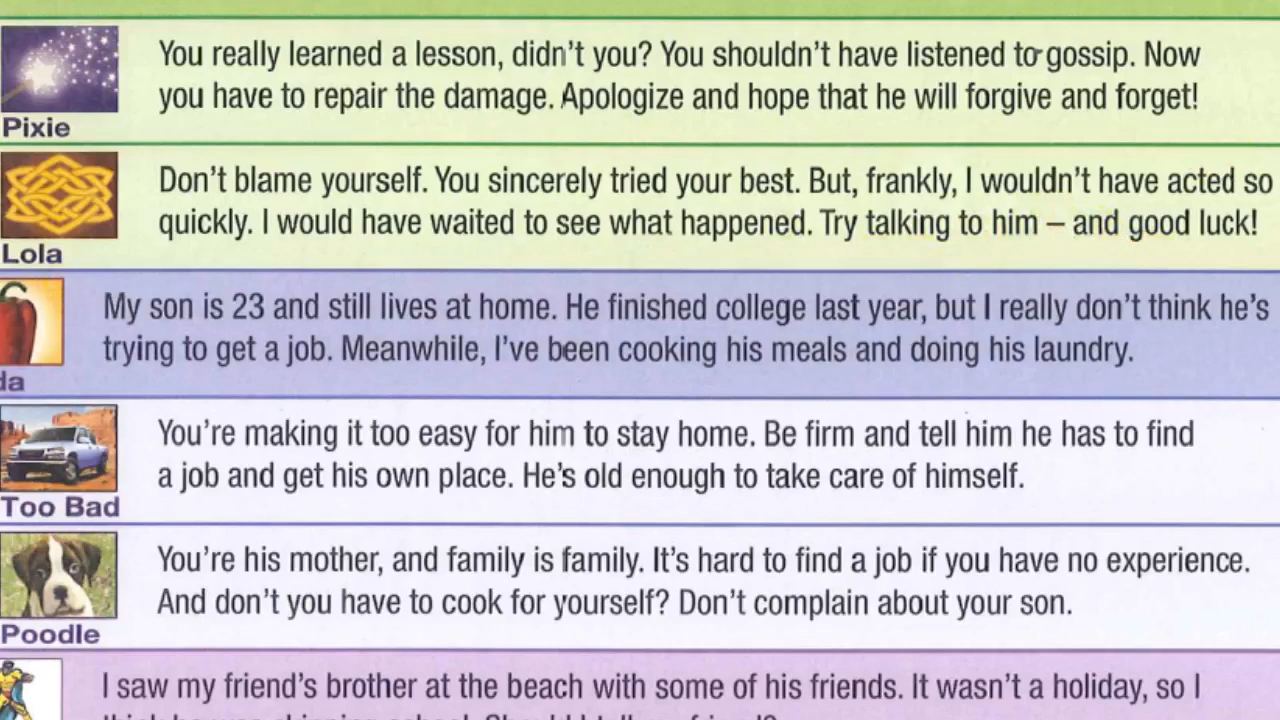 You really learned a lesson, didn't you? You shouldn't have listened to gossip. Now
you have to repair the damage. Apologize and hope that he will forgive and forget!
Pixie
Don't blame yourself. You sincerely tried your best. But, frankly, I wouldn't have acted so
quickly. I would have waited to see what happened. Try talking to him – and good luck!
Lola
My son is 23 and still lives at home. He finished college last year, but I really don't think he's
trying to get a job. Meanwhile, I've been cooking his meals and doing his laundry.
da
You're making it too easy for him to stay home. Be firm and tell him he has to find
a job and get his own place. He's old enough to take care of himself.
Too Bad
You're his mother, and family is family. It's hard to find a job if you have no experience.
And don't you have to cook for yourself? Don't complain about your son.
Poodle
I saw my friend's brother at the beach with some of his friends. It wasn't a holiday, so I